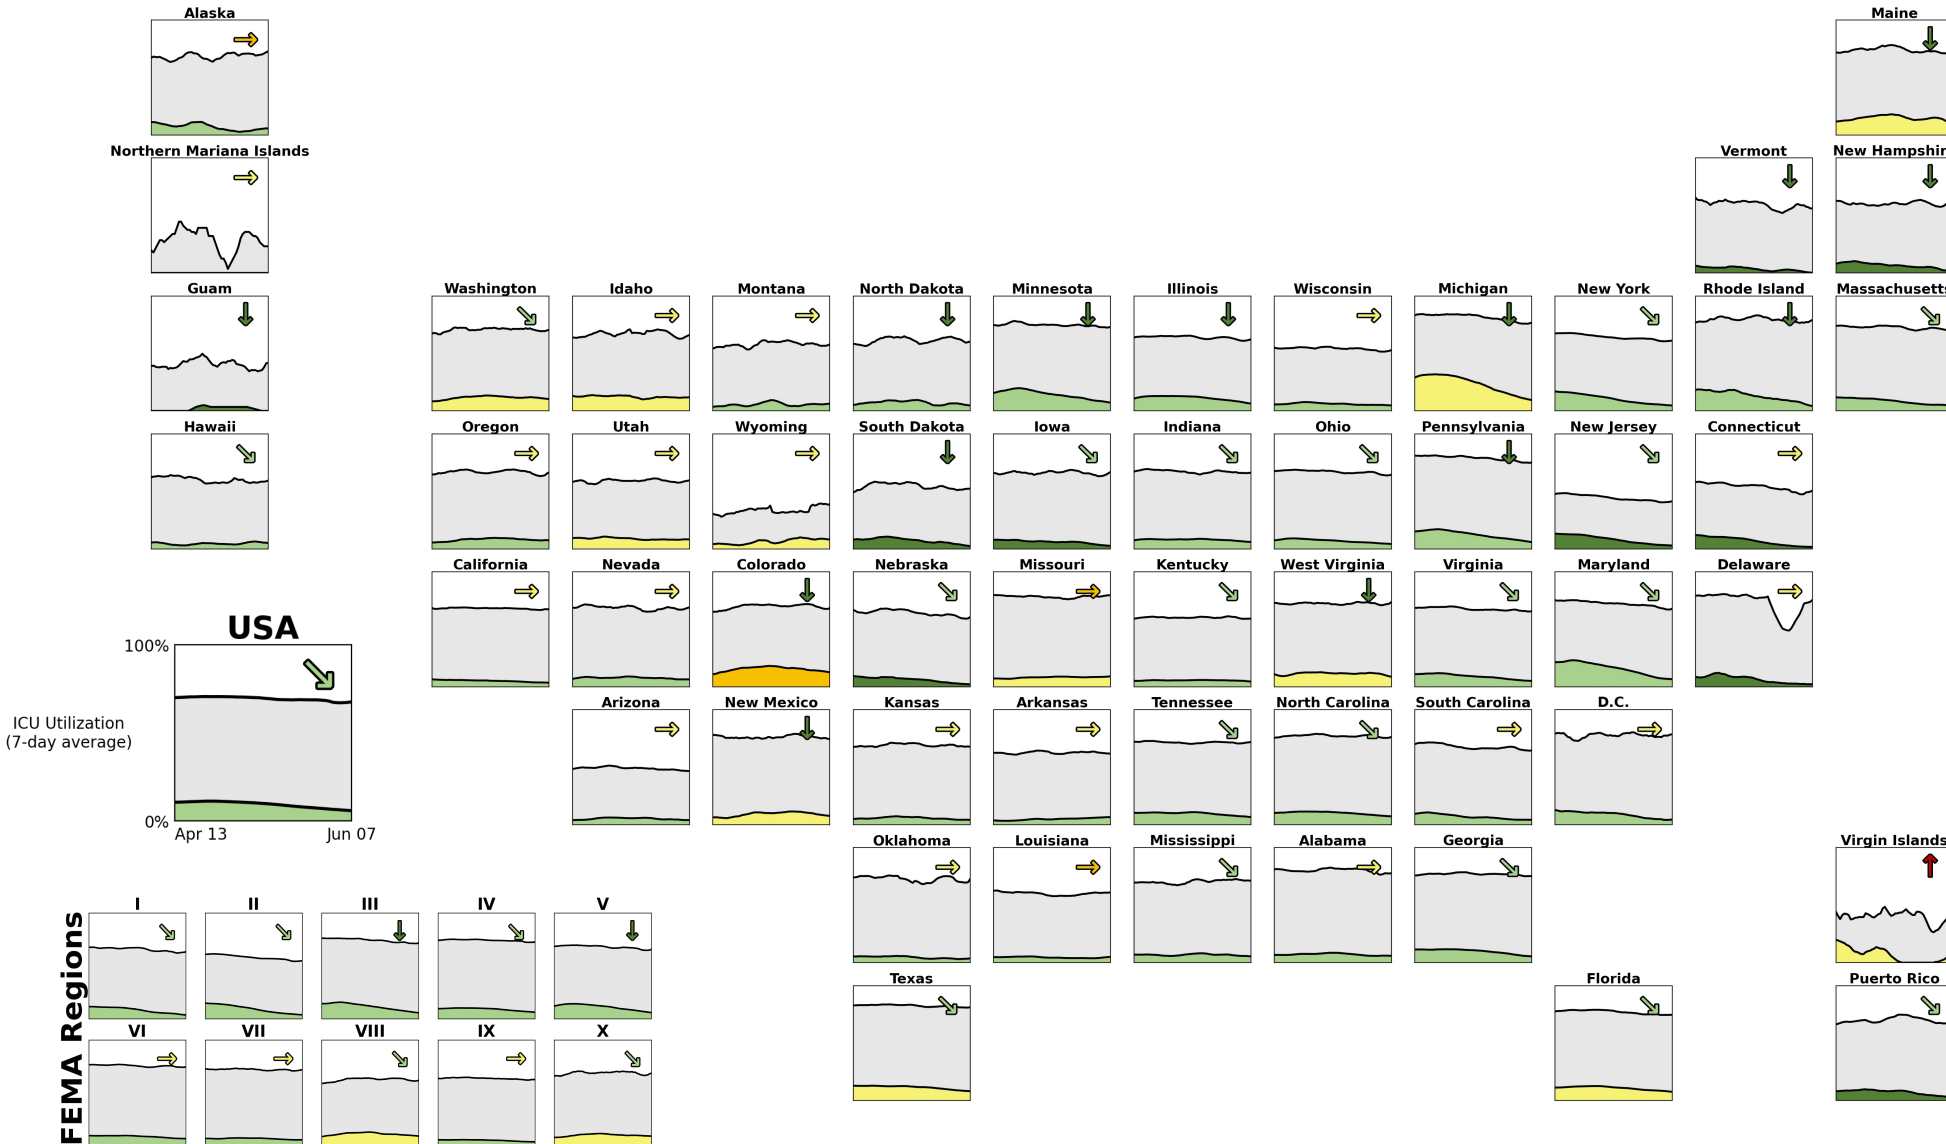 Alaska
Maine
Northern Mariana Islands
Vermont
New Hampshir
Guam
Washington
Idaho
Montana
North Dakota
Minnesota
Illinois
Wisconsin
Michigan
New York
Rhode Island
Massachusetts
Hawaii
Oregon
Utah
Wyoming
South Dakota
Iowa
Indiana
Ohio
Pennsylvania
New Jersey
Connecticut
California
Nevada
Colorado
Nebraska
Missouri
Kentucky
West Virginia
Virginia
Maryland
Delaware
USA
100%
ICU Utilization
(7-day average)
0%
Apr 13
Jun 07
Arizona
New Mexico
Kansas
Arkansas
Tennessee
North Carolina
South Carolina
D.C.
Oklahoma
Louisiana
Mississippi
Alabama
Georgia
Virgin Islands
Texas
Florida
Puerto Rico
FEMA Regions
I
II
III
IV
V
VI
VII
VIII
IX
X